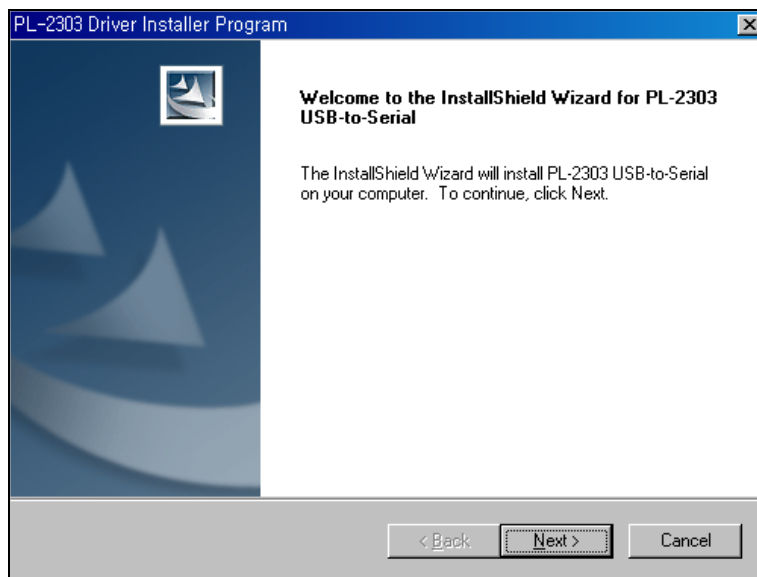 PL-2303 Driver Installer Program
Welcome to the InstallShield Wizard for PL-2303
USB-to-Serial
The InstallShield Wizard will install PL-2303 USB-to-Serial
on your computer.  To continue, click Next.
< Back
Next >
Cancel